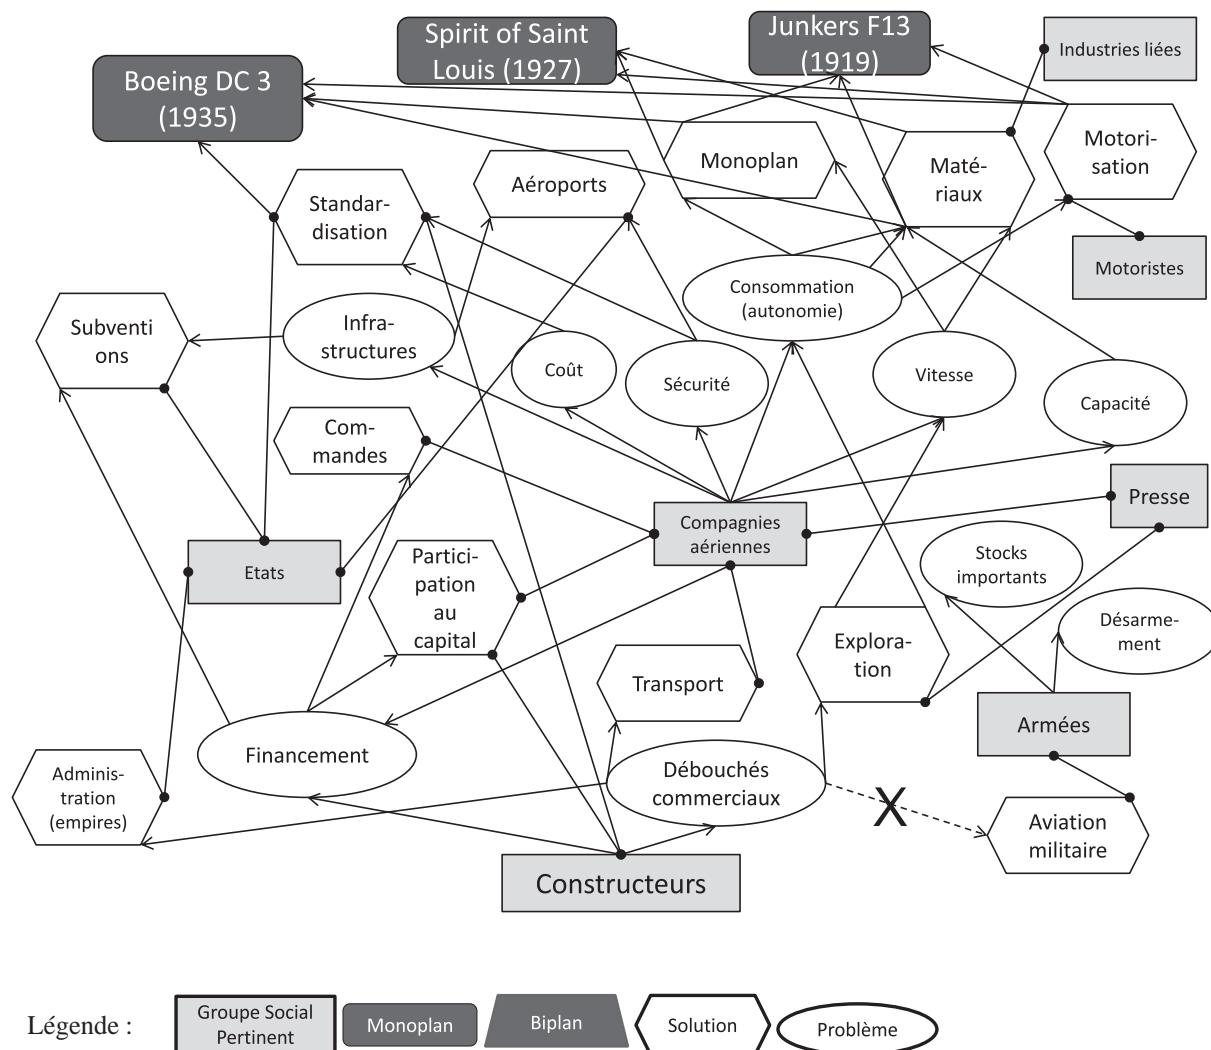 Spirit of Saint
Louis (1927)
Junkers F13
(1919)
Industries liées
Boeing DC 3
(1935)
Motori-
sation
Monoplan
Maté-
riaux
Aéroports
Standar-
disation
Motoristes
Consommation
(autonomie)
Subventi
ons
Infra-
structures
Coût
Sécurité
Vitesse
Capacité
Com-
mandes
Presse
Compagnies
aériennes
Stocks
importants
Etats
Partici-
pation
au
capital
Désarme-
ment
Explora-
tion
Transport
Armées
Financement
Débouchés
commerciaux
Adminis-
tration
(empires)
Aviation
militaire
X
Constructeurs
Légende :
Groupe Social
Pertinent
Monoplan
Biplan
Solution
Problème